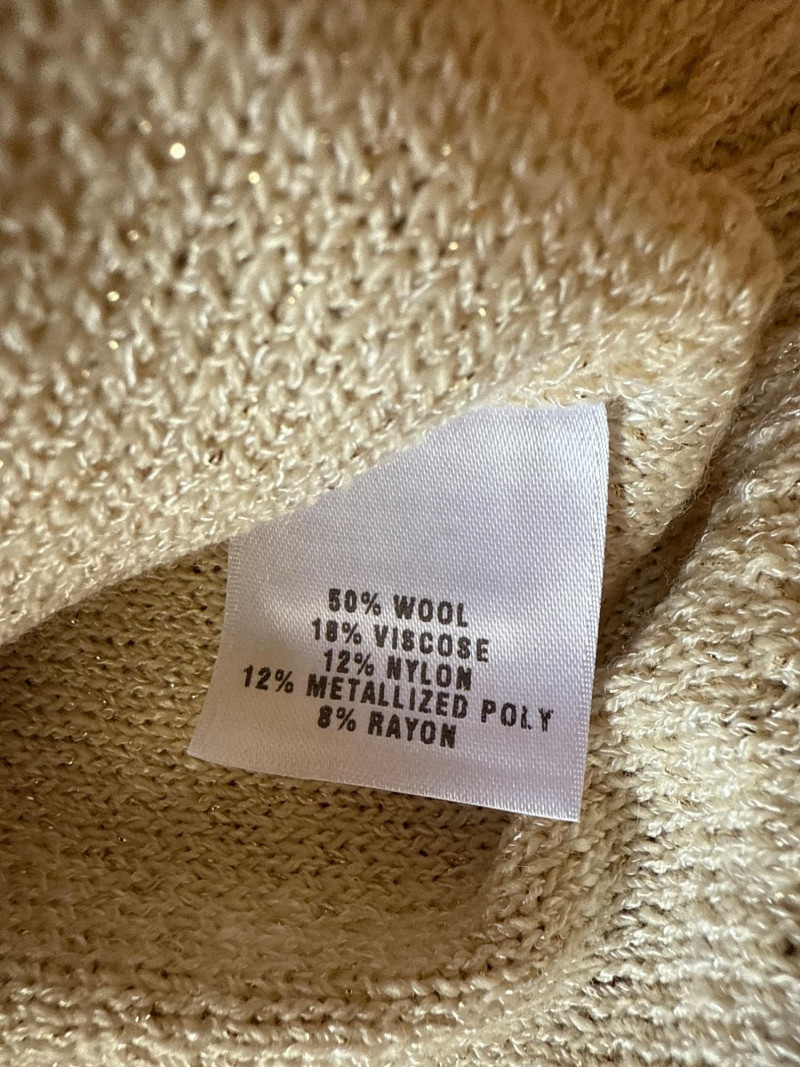 50% WOOL
18% VISCOSE
12% NYLON
12% METALLIZED POLY
8% RAYON